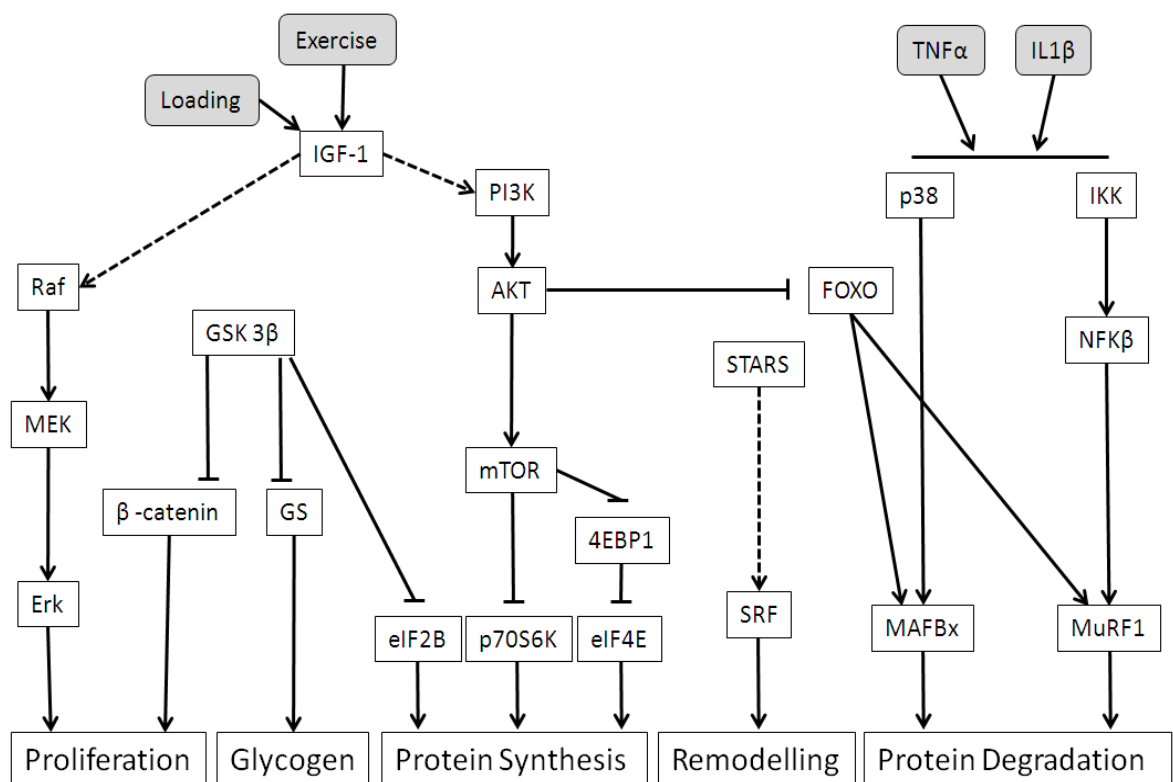 Exercise
TNFα
IL1β
Loading
IGF-1
PI3K
p38
IKK
Raf
AKT
FOXO
GSK 3β
NFKβ
STARS
MEK
mTOR
β -catenin
GS
4EBP1
Erk
SRF
MAFBx
MuRF1
eIF2B
p70S6K
eIF4E
Proliferation
Glycogen
Protein Synthesis
Remodelling
Protein Degradation